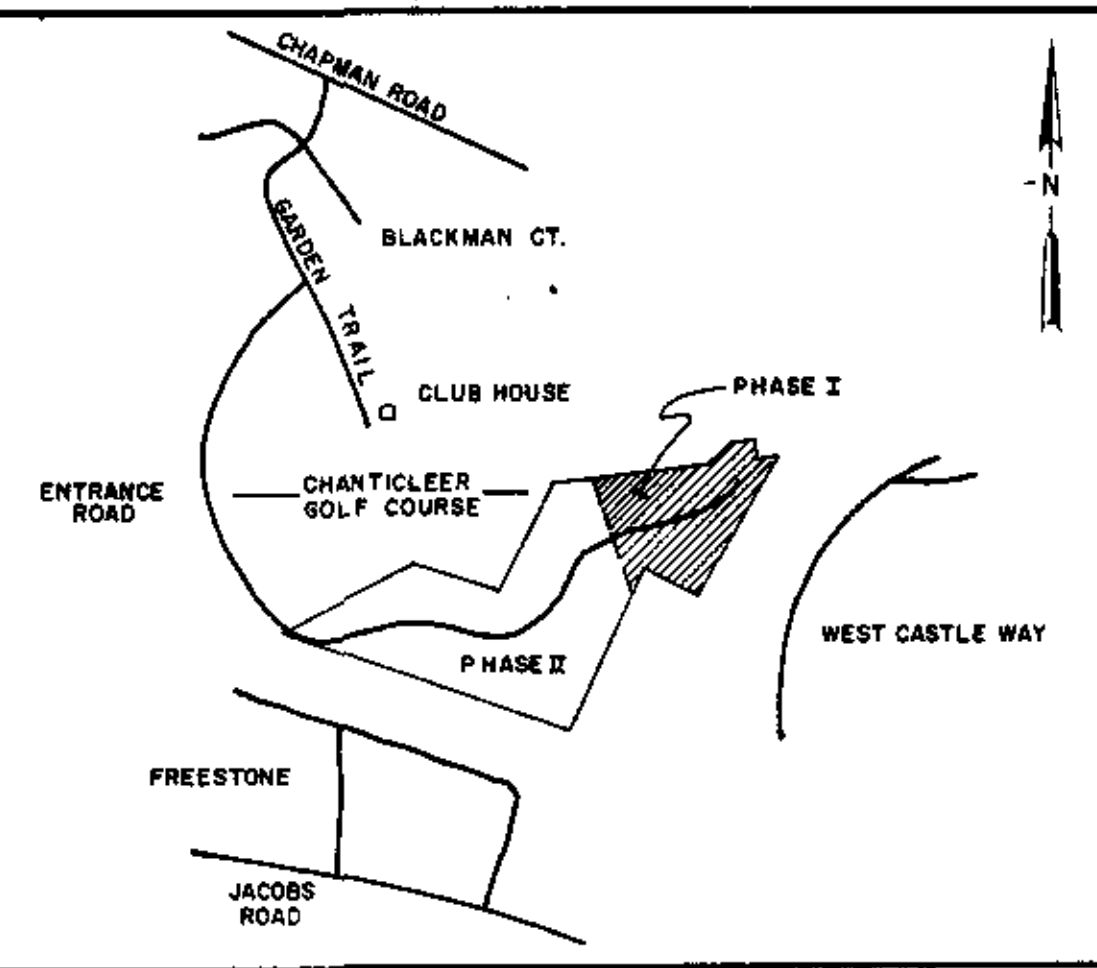 CHAPMAN ROAD
-N
GARDEN TRAIL
BLACKMAN CT.
CLUB HOUSE
PHASE I
ENTRANCE
ROAD
CHANTICLEER
GOLF COURSE
WEST CASTLE WAY
PHASE II
FREESTONE
JACOBS
ROAD